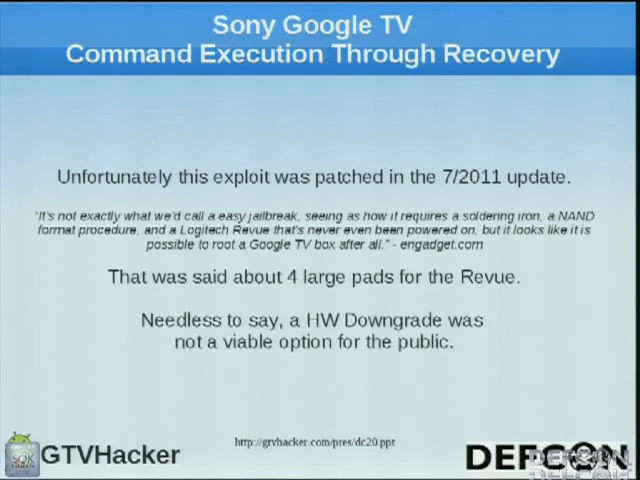 Sony Google TV
Command Execution Through Recovery
Unfortunately this exploit was patched in the 7/2011 update.
"It's not exactly what we'd call a easy jailbreak, seeing as how it requires a soldering iron, a NAND
format procedure, and a Logitech Revue that's never even been powered on, but it looks like it is
possible to root a Google TV box after all." - engadget.com
That was said about 4 large pads for the Revue.
Needless to say, a HW Downgrade was
not a viable option for the public.
http://gtvhacker.com/pres/dc20.ppt
GTVHacker
DEFCON
DEFCON